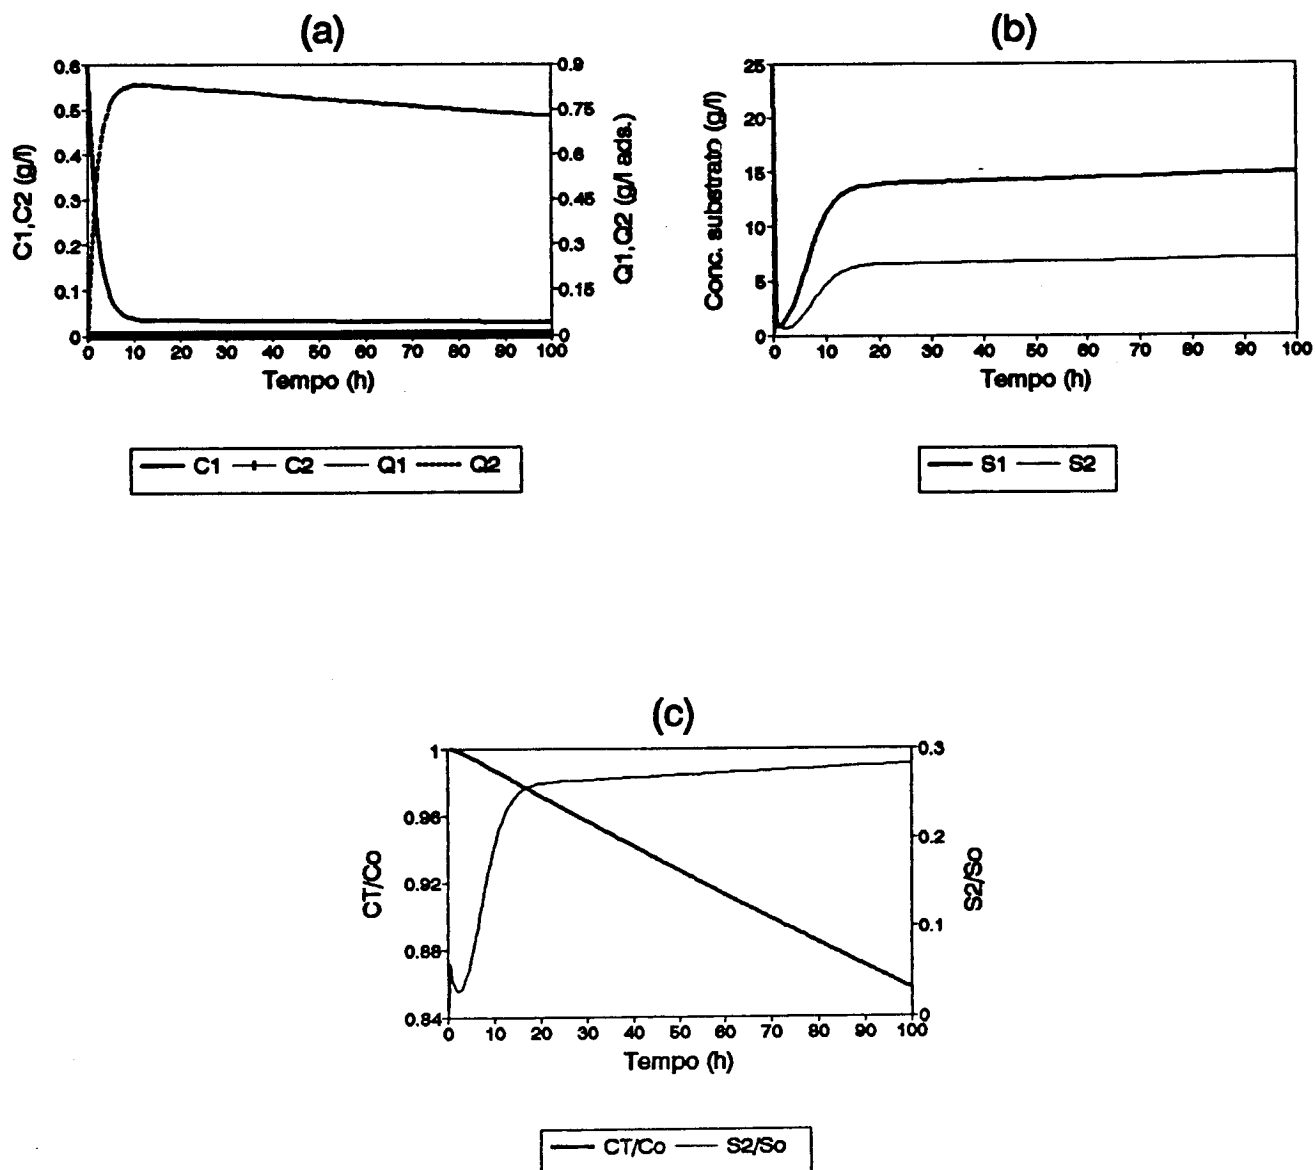 (a)
C1,C2 (g/l)
0.6
0.5
0.4
0.3
0.2
0.1
0
0.9
0.75
0.6
0.45
0.3
0.15
0
Q1,Q2 (g/l ads.)
0 10 20 30 40 50 60 70 80 90 100
Tempo (h)
C1 C2 Q1 Q2
(b)
Conc. substrato (g/l)
25
20
15
10
5
0
0 10 20 30 40 50 60 70 80 90 100
Tempo (h)
S1 S2
(c)
CT/Co
1
0.96
0.92
0.88
0.84
0.3
0.2
0.1
0
S2/So
0 10 20 30 40 50 60 70 80 90 100
Tempo (h)
CT/Co S2/So